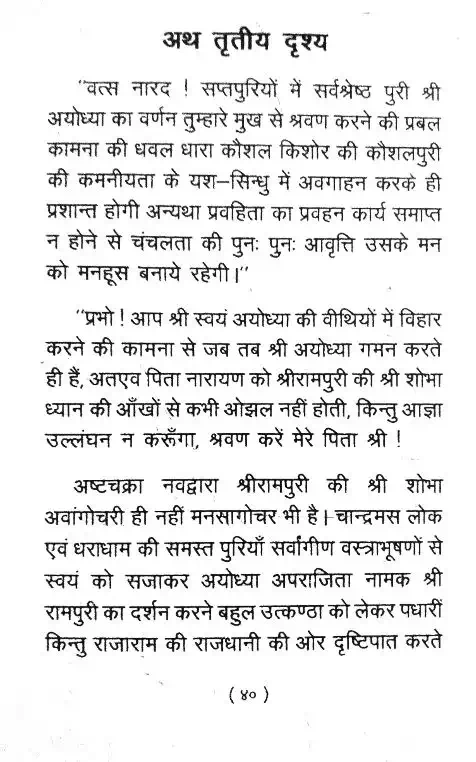 अथ तृतीय दृश्य
“वत्स नारद ! सप्तपुरियों में सर्वश्रेष्ठ पुरी श्री
अयोध्या का वर्णन तुम्हारे मुख से श्रवण करने की प्रबल
कामना की धवल धारा कौशल किशोर की कौशलपुरी
की कमनीयता के यश–सिन्धु में अवगाहन करके ही
प्रशान्त होगी अन्यथा प्रवहिता का प्रवहन कार्य समाप्त
न होने से चंचलता की पुनः पुनः आवृत्ति उसके मन
को मनहूस बनाये रहेगी।”
“प्रभो ! आप श्री स्वयं अयोध्या की वीथियों में विहार
करने की कामना से जब तब श्री अयोध्या गमन करते
ही हैं, अतएव पिता नारायण को श्रीरामपुरी की श्री शोभा
ध्यान की आँखों से कभी ओझल नहीं होती, किन्तु आज्ञा
उल्लंघन न करूँगा, श्रवण करें मेरे पिता श्री !
अष्टचक्रा नवद्वारा श्रीरामपुरी की श्री शोभा
अवांगोचरी ही नहीं मनसागोचर भी है। चान्द्रमस लोक
एवं धराधाम की समस्त पुरियाँ सर्वांगीण वस्त्राभूषणों से
स्वयं को सजाकर अयोध्या अपराजिता नामक श्री
रामपुरी का दर्शन करने बहुल उत्कण्ठा को लेकर पधारीं
किन्तु राजाराम की राजधानी की ओर दृष्टिपात करते
( ४० )